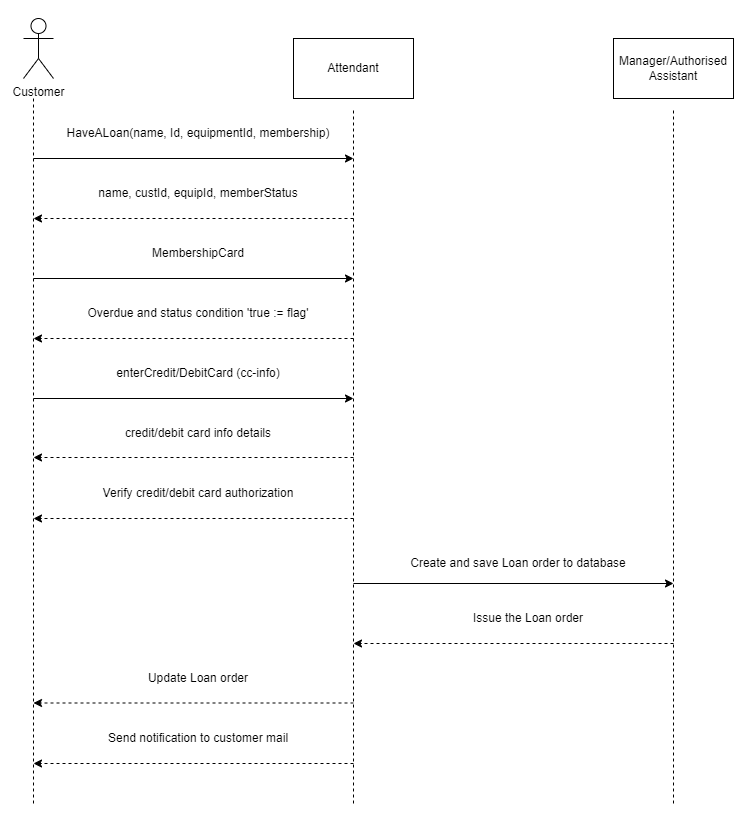 Customer
Attendant
Manager/Authorised
Assistant
HaveALoan(name, Id, equipmentId, membership)
name, custId, equipId, memberStatus
MembershipCard
Overdue and status condition 'true := flag'
enterCredit/DebitCard (cc-info)
credit/debit card info details
Verify credit/debit card authorization
Create and save Loan order to database
Issue the Loan order
Update Loan order
Send notification to customer mail